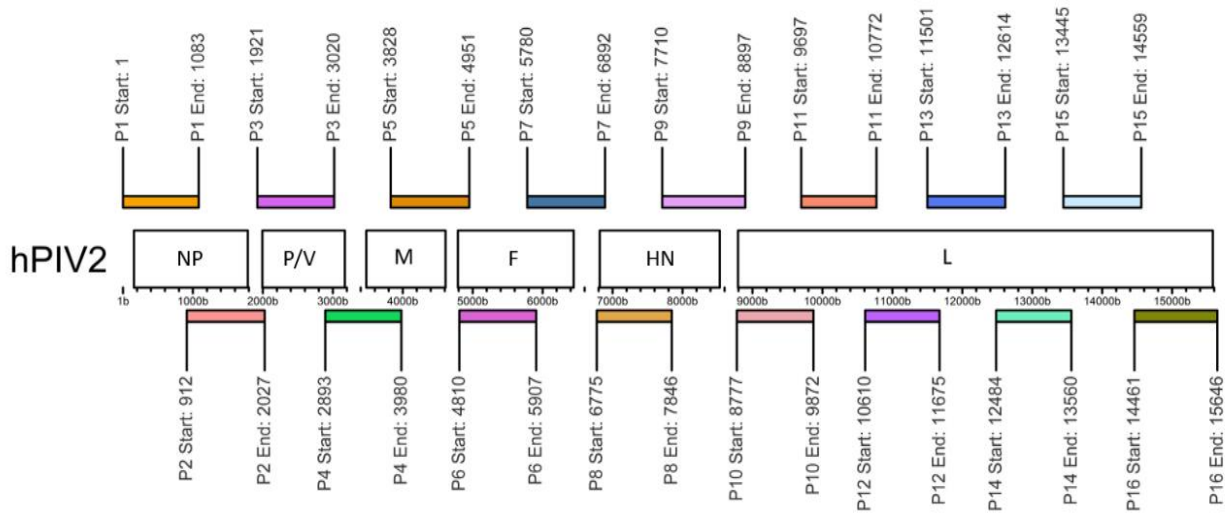 P1 Start: 1
P1 End: 1083
P3 Start: 1921
P3 End: 3020
P5 Start: 3828
P5 End: 4951
P7 Start: 5780
P7 End: 6892
P9 Start: 7710
P9 End: 8897
P11 Start: 9697
P11 End: 10772
P13 Start: 11501
P13 End: 12614
P15 Start: 13445
P15 End: 14559
hPIV2
NP
P/V
M
F
HN
L
1b 1000b 2000b 3000b 4000b 5000b 6000b 7000b 8000b 9000b 10000b 11000b 12000b 13000b 14000b 15000b
P2 Start: 912
P2 End: 2027
P4 Start: 2893
P4 End: 3980
P6 Start: 4810
P6 End: 5907
P8 Start: 6775
P8 End: 7846
P10 Start: 8777
P10 End: 9872
P12 Start: 10610
P12 End: 11675
P14 Start: 12484
P14 End: 13560
P16 Start: 14461
P16 End: 15646